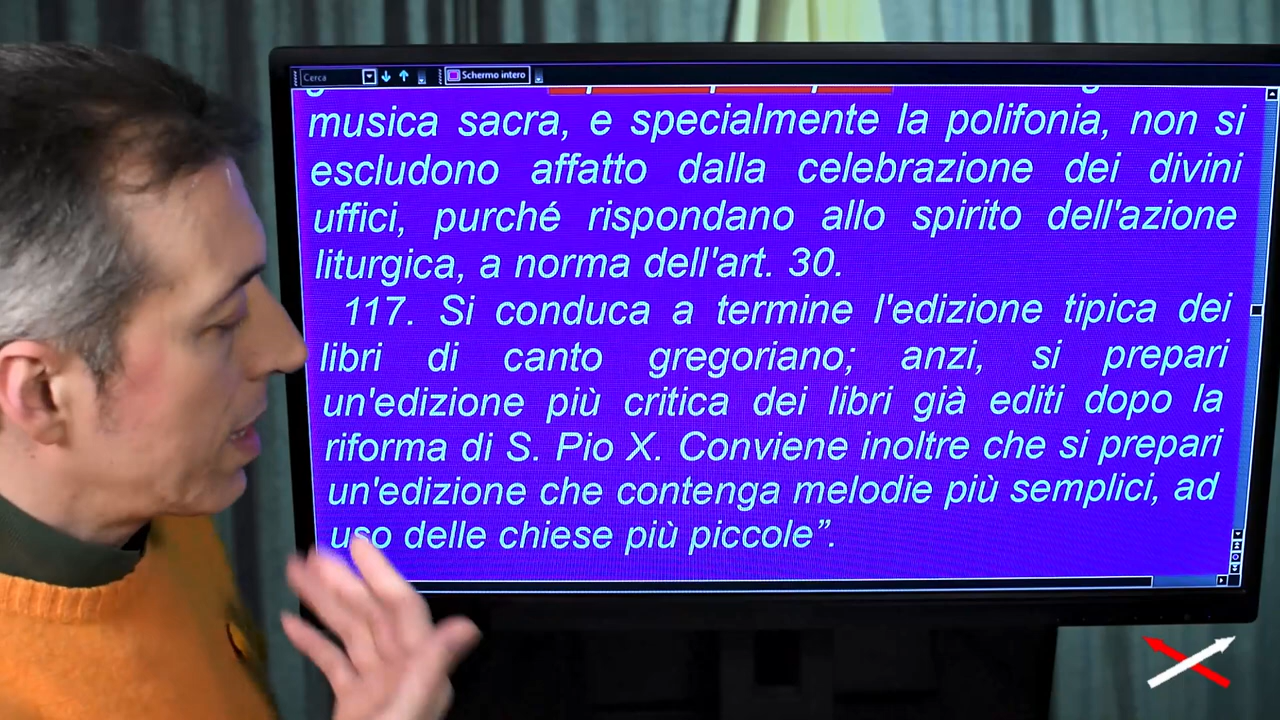 Cerca
Schermo intero
musica sacra, e specialmente la polifonia, non si
escludono affatto dalla celebrazione dei divini
uffici, purché rispondano allo spirito dell'azione
liturgica, a norma dell'art. 30.
117. Si conduca a termine l'edizione tipica dei
libri di canto gregoriano; anzi, si prepari
un'edizione più critica dei libri già editi dopo la
riforma di S. Pio X. Conviene inoltre che si prepari
un'edizione che contenga melodie più semplici, ad
uso delle chiese più piccole”.